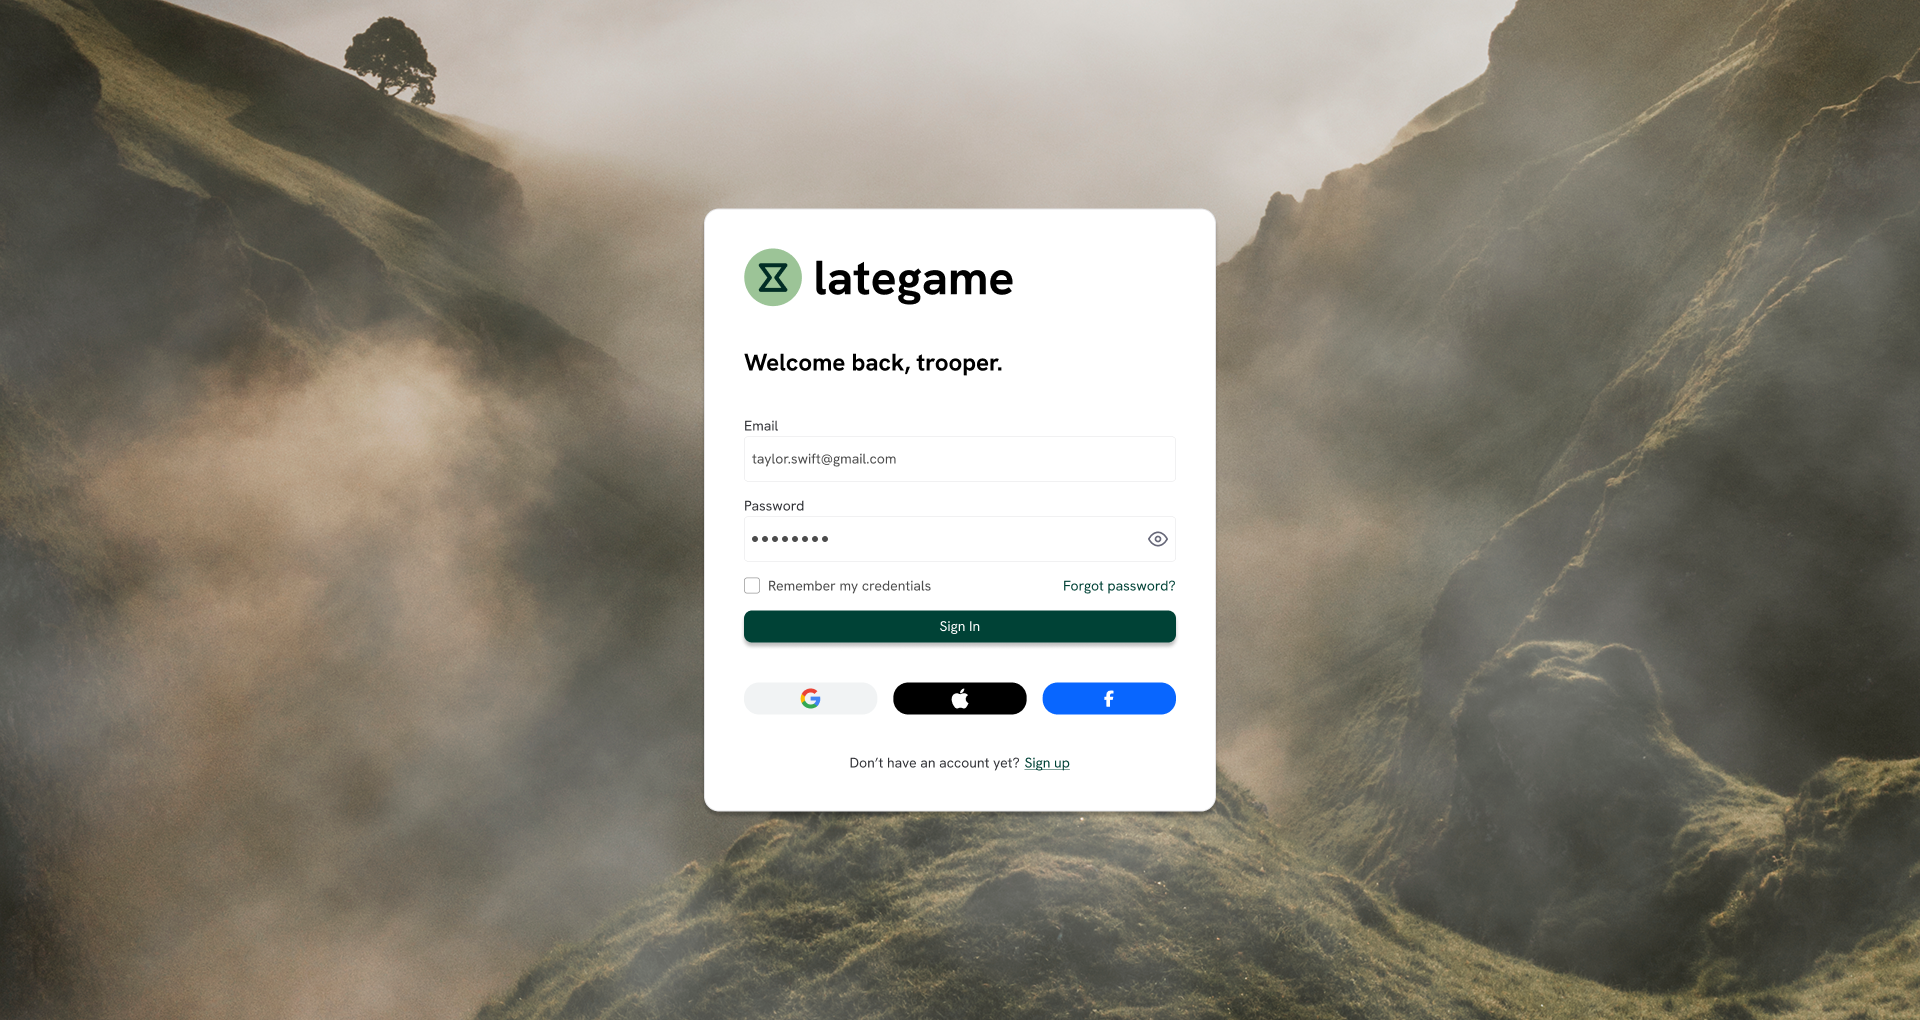 lategame
Welcome back, trooper.
Email
taylor.swift@gmail.com
Password
••••••••
Remember my credentials
Forgot password?
Sign In
Don’t have an account yet? Sign up